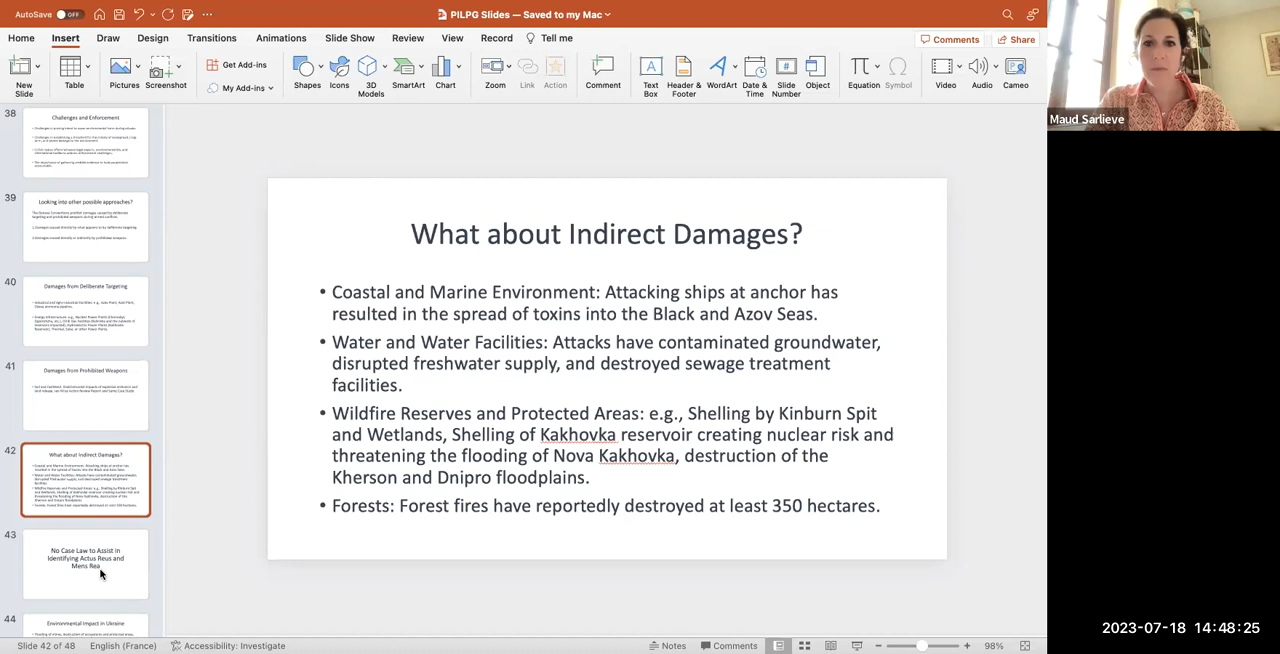 AutoSave OFF
PILPG Slides — Saved to my Mac
Home Insert Draw Design Transitions Animations Slide Show Review View Record Tell me
Comments Share
New Slide
Table
Pictures
Screenshot
Get Add-ins
My Add-ins
Shapes
Icons
3D Models
SmartArt
Chart
Zoom
Link
Action
Comment
Text Box
Header & Footer
WordArt
Date & Time
Slide Number
Object
Equation
Symbol
Video
Audio
Cameo
Maud Sarlieve
38
Challenges and Enforcement
39
Looking into other possible approaches?
40
Damages from Deliberate Targeting
41
Damages from Prohibited Weapons
42
What about Indirect Damages?
43
No Case Law to Assist in
Identifying Actus Reus and
Mens Rea
44
Environmental Impact in Ukraine
What about Indirect Damages?
• Coastal and Marine Environment: Attacking ships at anchor has
resulted in the spread of toxins into the Black and Azov Seas.
• Water and Water Facilities: Attacks have contaminated groundwater,
disrupted freshwater supply, and destroyed sewage treatment
facilities.
• Wildfire Reserves and Protected Areas: e.g., Shelling by Kinburn Spit
and Wetlands, Shelling of Kakhovka reservoir creating nuclear risk and
threatening the flooding of Nova Kakhovka, destruction of the
Kherson and Dnipro floodplains.
• Forests: Forest fires have reportedly destroyed at least 350 hectares.
2023-07-18 14:48:25
Slide 42 of 48 English (France) Accessibility: Investigate Notes Comments 98%